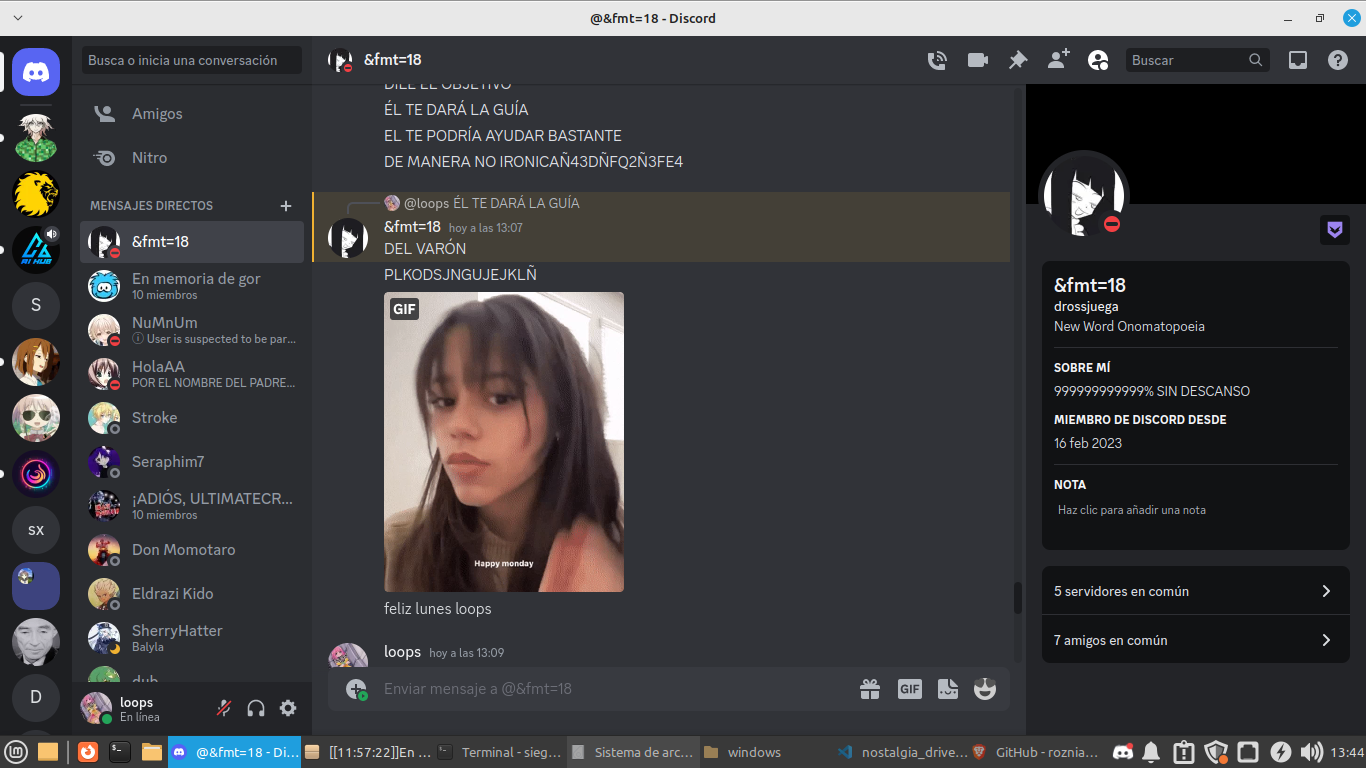 @&fmt=18 - Discord
Busca o inicia una conversación
&fmt=18
Buscar
Amigos
Nitro
MENSAJES DIRECTOS
&fmt=18
En memoria de gor
10 miembros
NuMnUm
User is suspected to be par...
HolaAA
POR EL NOMBRE DEL PADRE...
Stroke
Seraphim7
¡ADIÓS, ULTIMATECR...
10 miembros
Don Momotaro
Eldrazi Kido
SherryHatter
Balyla
dub
loops
En línea
AI HUB
S
sx
D
DILE EL OBJETIVO
ÉL TE DARÁ LA GUÍA
EL TE PODRÍA AYUDAR BASTANTE
DE MANERA NO IRONICAÑ43DÑFQ2Ñ3FE4
@loops ÉL TE DARÁ LA GUÍA
&fmt=18 hoy a las 13:07
DEL VARÓN
PLKODSJNGUJEJKLÑ
GIF
Happy monday
feliz lunes loops
loops hoy a las 13:09
Enviar mensaje a @&fmt=18
GIF
&fmt=18
drossjuega
New Word Onomatopoeia
SOBRE MÍ
999999999999% SIN DESCANSO
MIEMBRO DE DISCORD DESDE
16 feb 2023
NOTA
Haz clic para añadir una nota
5 servidores en común
7 amigos en común
@&fmt=18 - Di...
[[11:57:22]]En ...
Terminal - sieg...
Sistema de arc...
windows
nostalgia_drive...
GitHub - roznia...
13:44